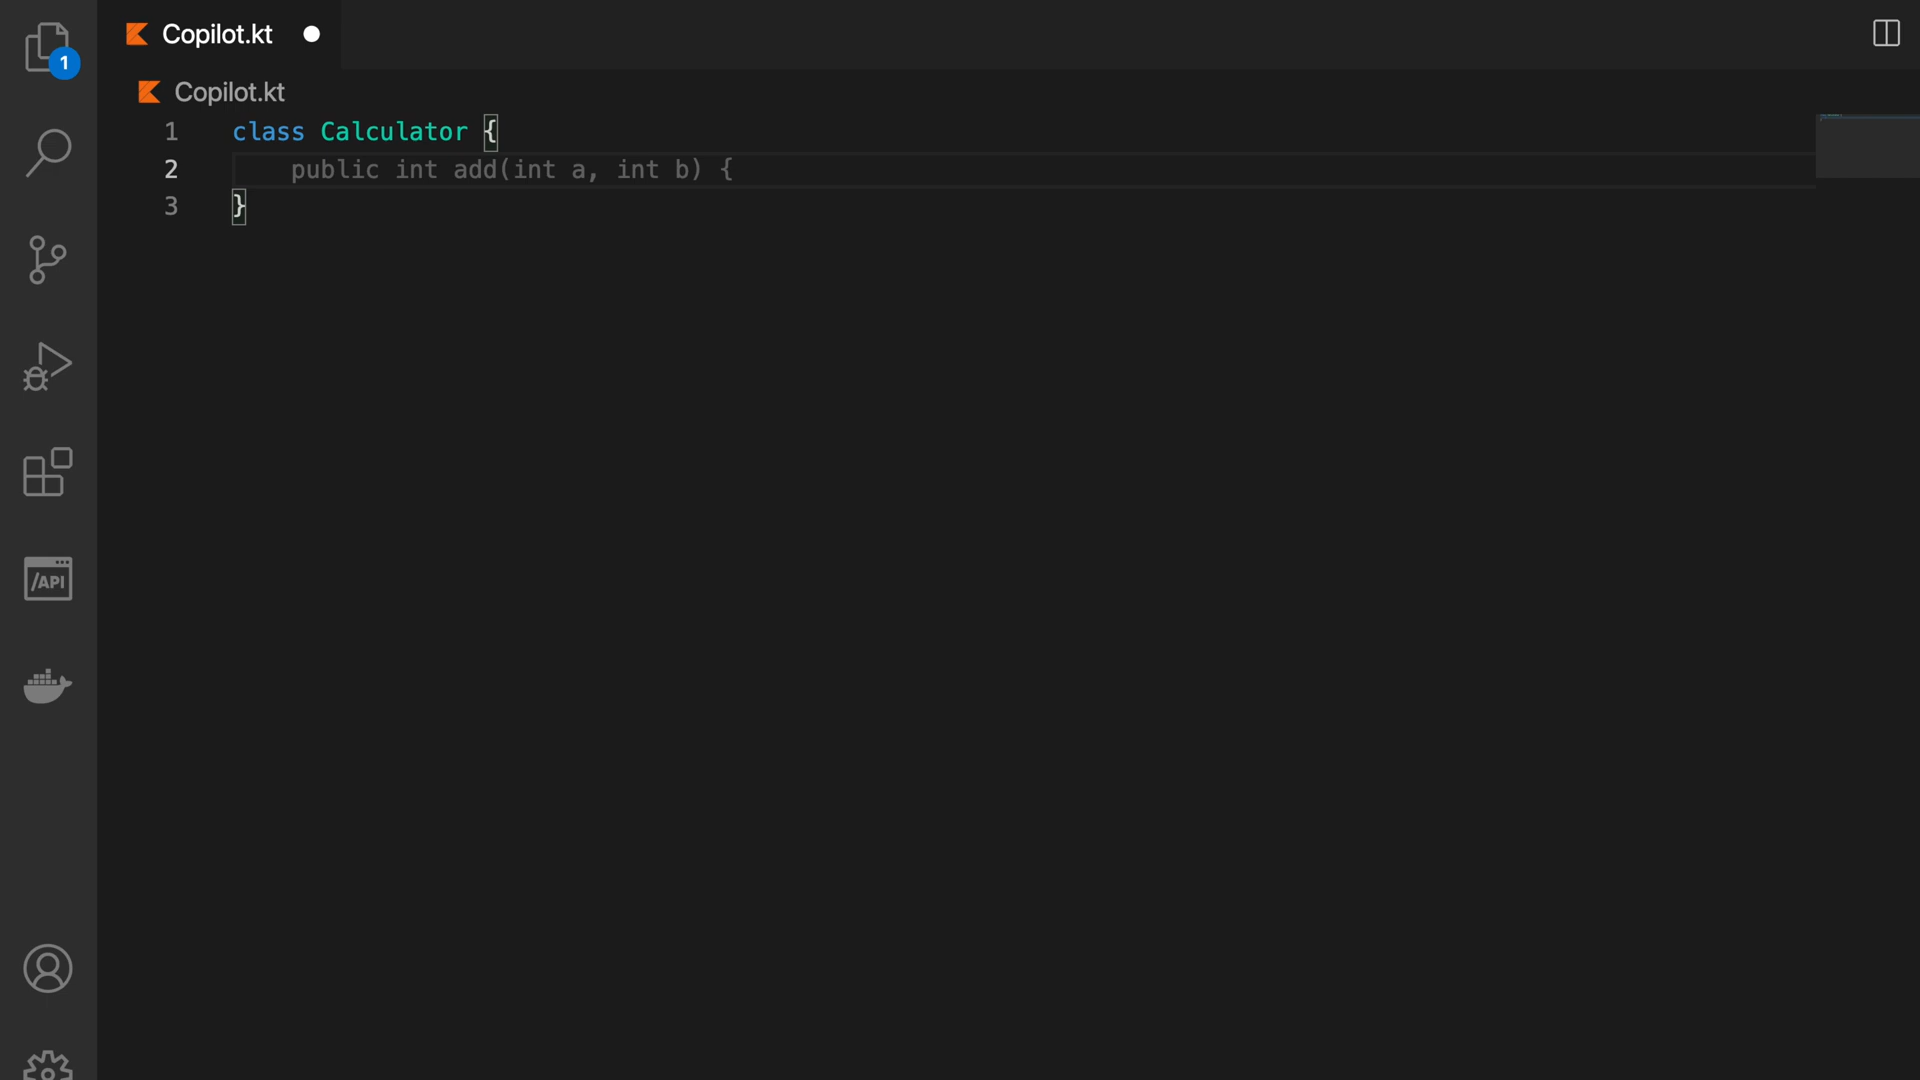 Copilot.kt
1
Copilot.kt
1 class Calculator {
2 public int add(int a, int b) {
3 }
/API